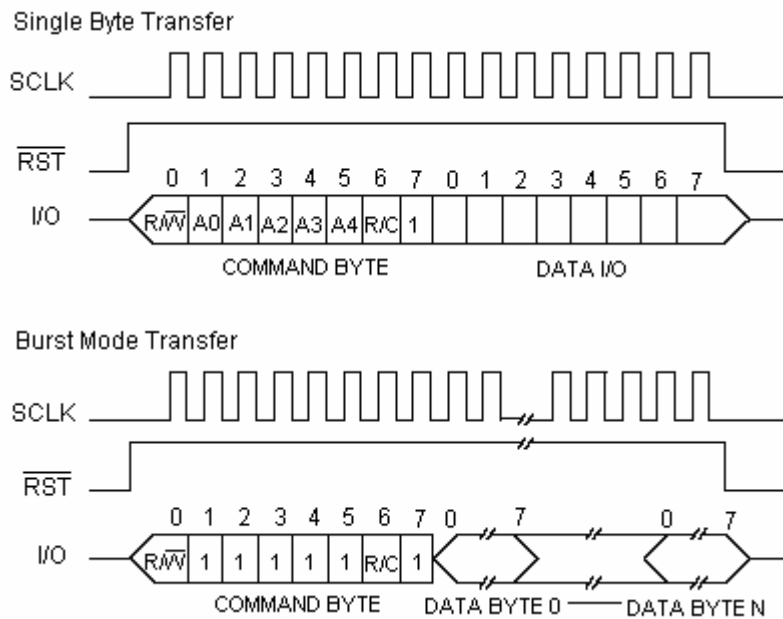 Single Byte Transfer
SCLK
RST
0 1 2 3 4 5 6 7 0 1 2 3 4 5 6 7
I/O R/W A0 A1 A2 A3 A4 R/C 1
COMMAND BYTE DATA I/O
Burst Mode Transfer
SCLK
RST
0 1 2 3 4 5 6 7 0 7 0 7
I/O R/W 1 1 1 1 1 R/C 1
COMMAND BYTE DATA BYTE 0 DATA BYTE N